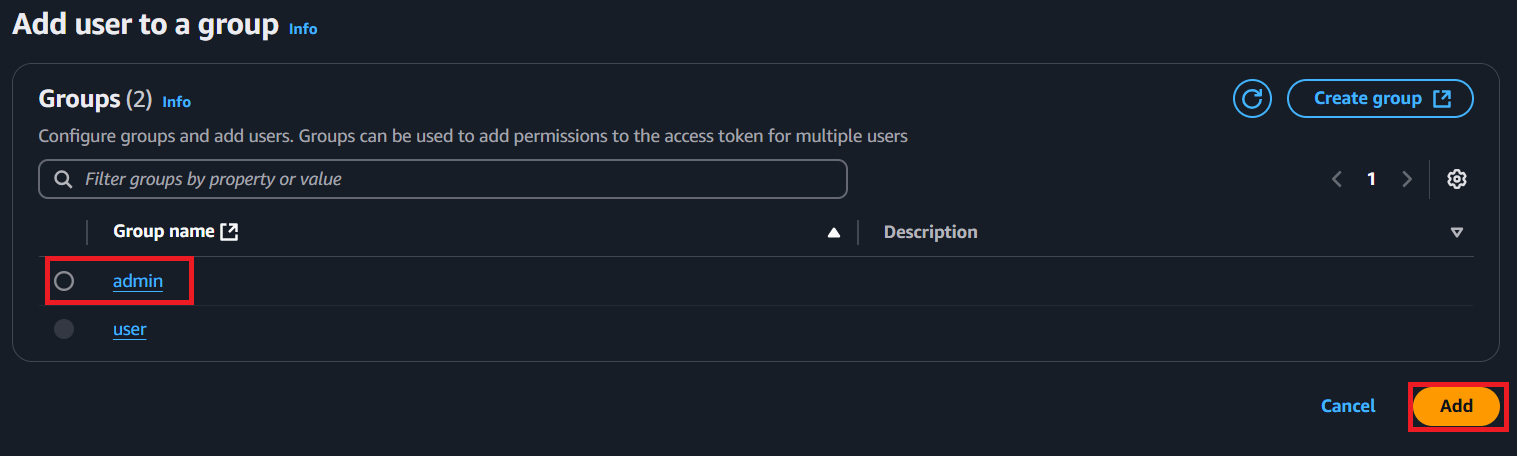 Add user to a group Info
Groups (2) Info
Create group
Configure groups and add users. Groups can be used to add permissions to the access token for multiple users
Filter groups by property or value
1
Group name Description
admin
user
Cancel Add